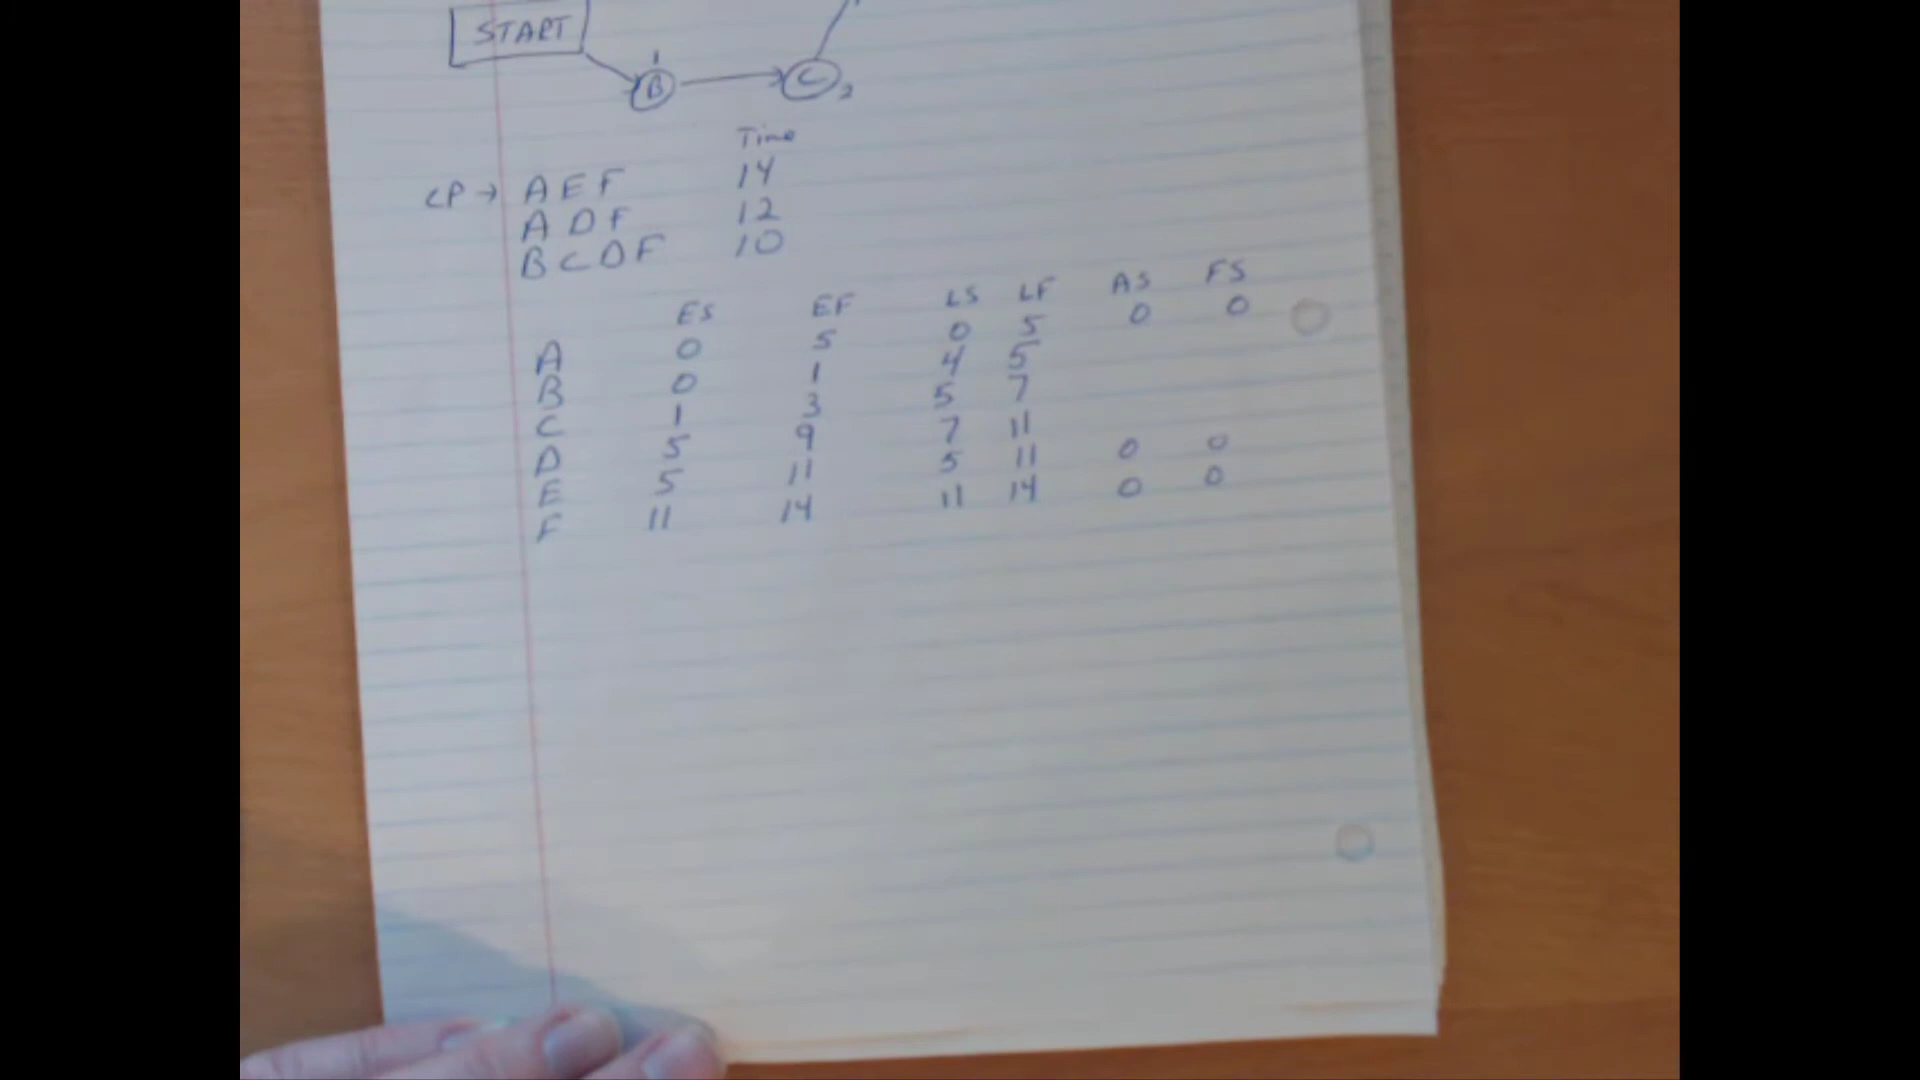 START
1
B C 2
Time
CP → A E F 14
A D F 12
B C D F 10
ES EF LS LF AS FS
A 0 5 0 5 0 0
B 0 1 4 5
C 1 3 5 7
D 5 9 7 11
E 5 11 5 11 0 0
F 11 14 11 14 0 0